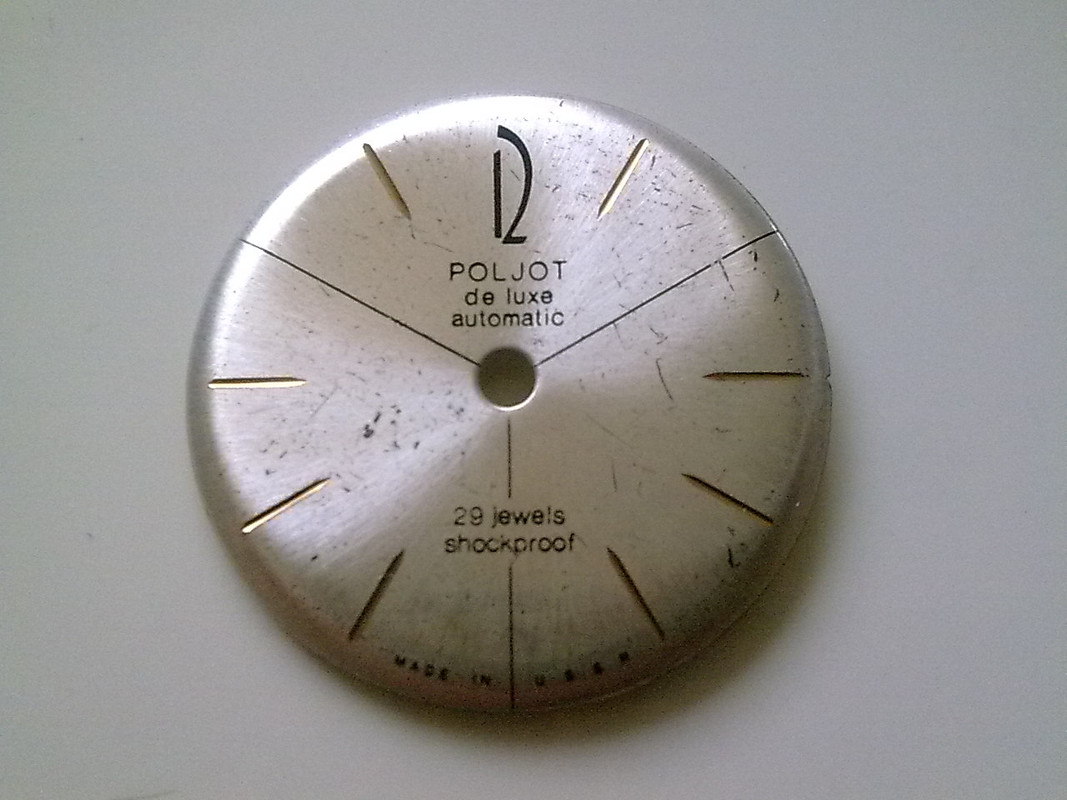 12
POLJOT
de luxe
automatic
29 jewels
shockproof
MADE IN USSR